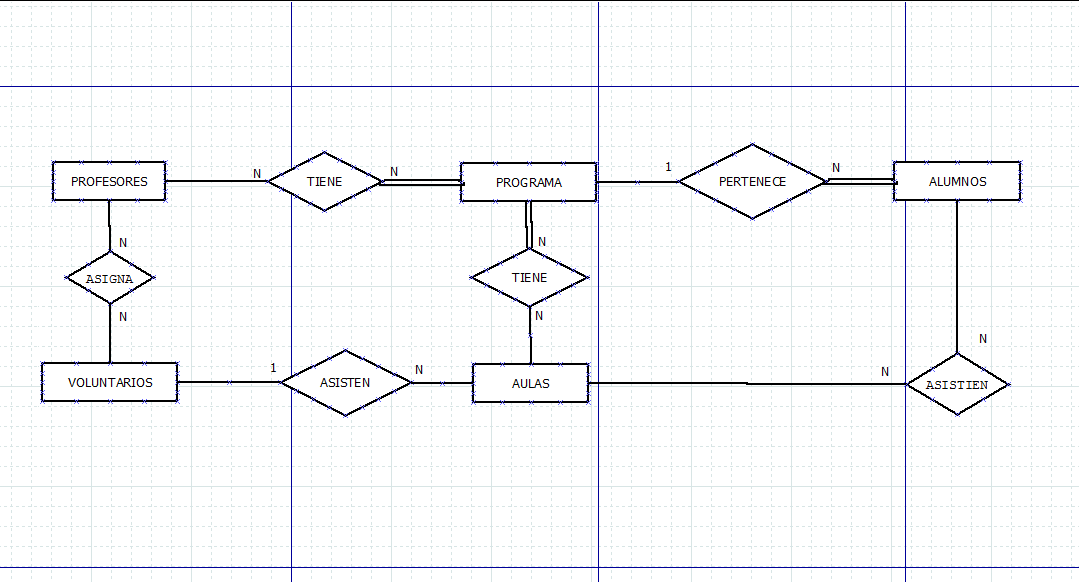 PROFESORES
N
TIENE
N
PROGRAMA
1
PERTENECE
N
ALUMNOS
N
ASIGNA
N
N
TIENE
N
VOLUNTARIOS
1
ASISTEN
N
AULAS
N
N
ASISTIEN